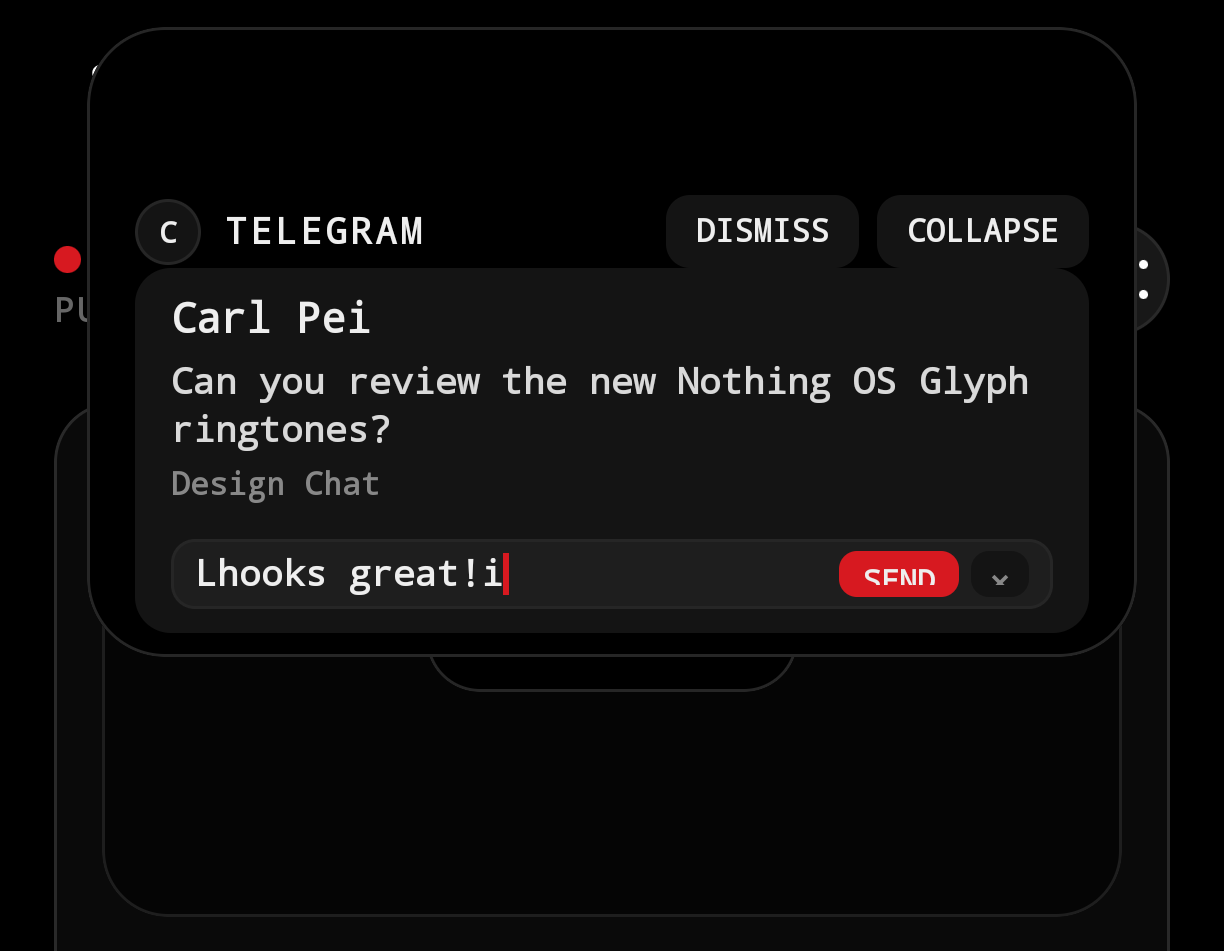 C TELEGRAM DISMISS COLLAPSE
PU
Carl Pei
Can you review the new Nothing OS Glyph
ringtones?
Design Chat
Lhooks great!i SEND ×